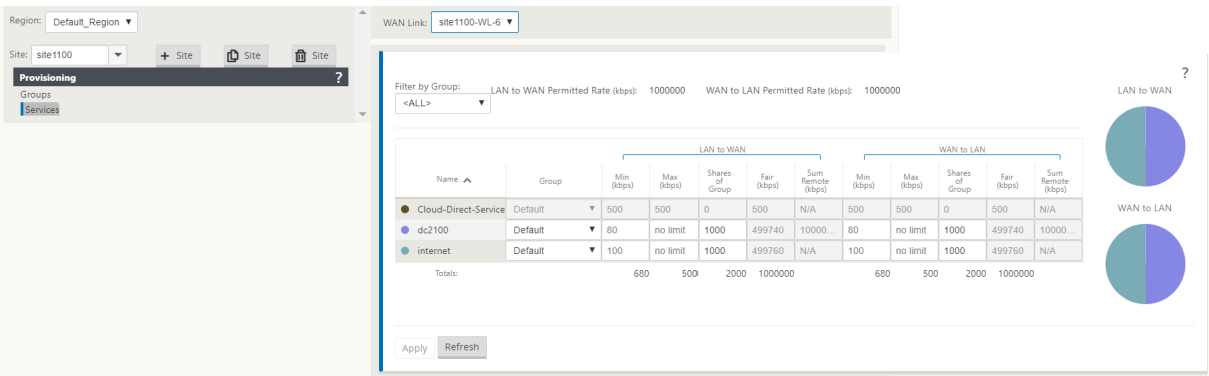 Region: Default_Region
Site: site1100 + Site Site Site
Provisioning ?
Groups
Services
WAN Link: site1100-WL-6
?
Filter by Group: LAN to WAN Permitted Rate (kbps): 1000000 WAN to LAN Permitted Rate (kbps): 1000000
<ALL>
LAN to WAN WAN to LAN
Name Group Min (kbps) Max (kbps) Shares of Group Fair (kbps) Sum Remote (kbps) Min (kbps) Max (kbps) Shares of Group Fair (kbps) Sum Remote (kbps)
Cloud-Direct-Service Default 500 500 0 500 N/A 500 500 0 500 N/A
dc2100 Default 80 no limit 1000 499740 10000... 80 no limit 1000 499740 10000...
internet Default 100 no limit 1000 499760 N/A 100 no limit 1000 499760 N/A
Totals: 680 500 2000 1000000 680 500 2000 1000000
Apply Refresh
LAN to WAN
WAN to LAN